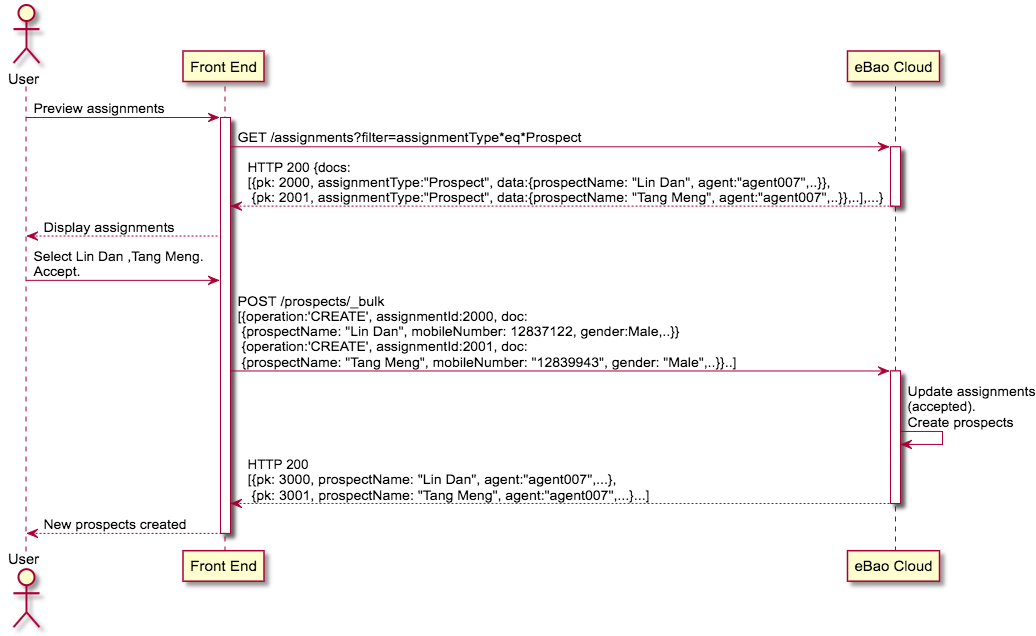 User
Front End
eBao Cloud
Preview assignments
GET /assignments?filter=assignmentType*eq*Prospect
HTTP 200 {docs:
[{pk: 2000, assignmentType:"Prospect", data:{prospectName: "Lin Dan", agent:"agent007",..}},
{pk: 2001, assignmentType:"Prospect", data:{prospectName: "Tang Meng", agent:"agent007",..}},..],...}
Display assignments
Select Lin Dan ,Tang Meng.
Accept.
POST /prospects/_bulk
[{operation:'CREATE', assignmentId:2000, doc:
{prospectName: "Lin Dan", mobileNumber: 12837122, gender:Male,..}}
{operation:'CREATE', assignmentId:2001, doc:
{prospectName: "Tang Meng", mobileNumber: "12839943", gender: "Male",..}}..]
Update assignments
(accepted).
Create prospects
HTTP 200
[{pk: 3000, prospectName: "Lin Dan", agent:"agent007",...},
{pk: 3001, prospectName: "Tang Meng", agent:"agent007",...}...]
New prospects created
User
Front End
eBao Cloud